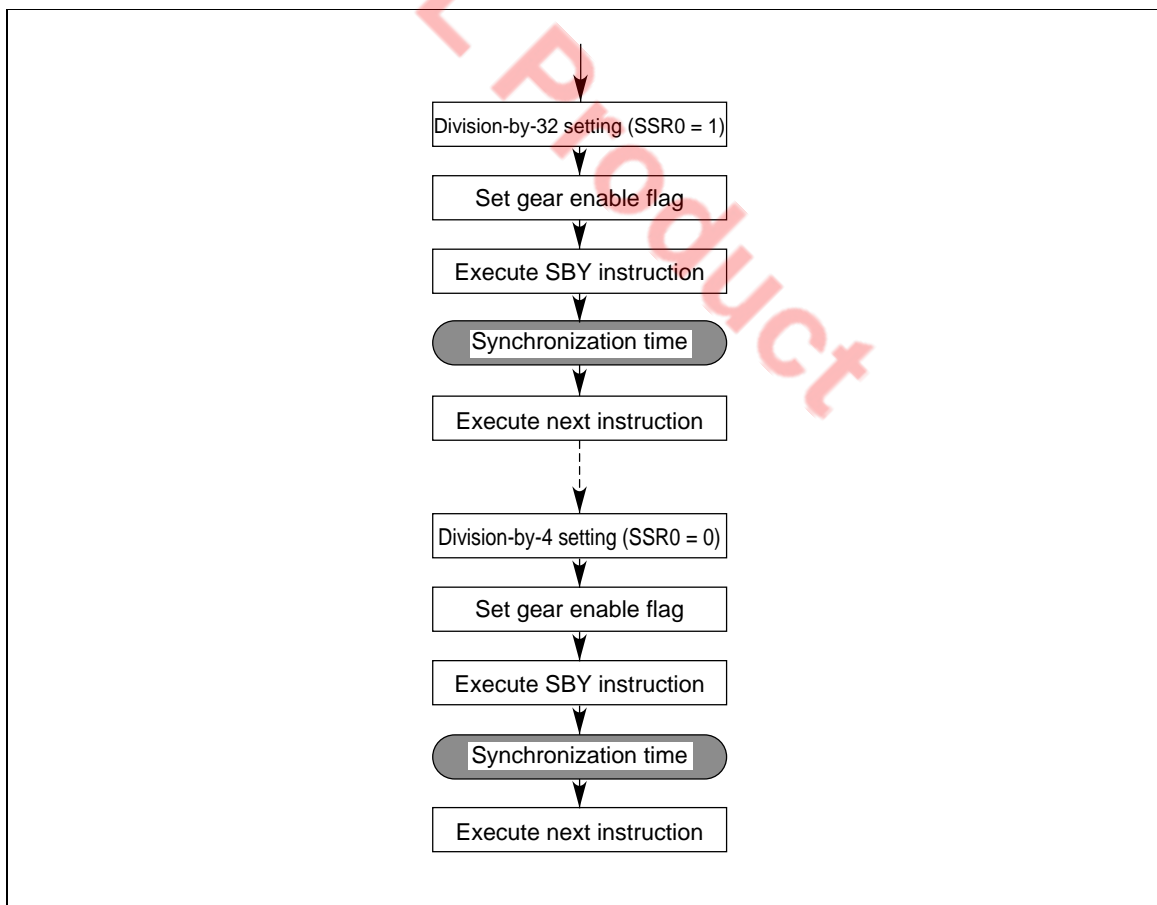 L Product
Division-by-32 setting (SSR0 = 1)
Set gear enable flag
Execute SBY instruction
Synchronization time
Execute next instruction
Division-by-4 setting (SSR0 = 0)
Set gear enable flag
Execute SBY instruction
Synchronization time
Execute next instruction